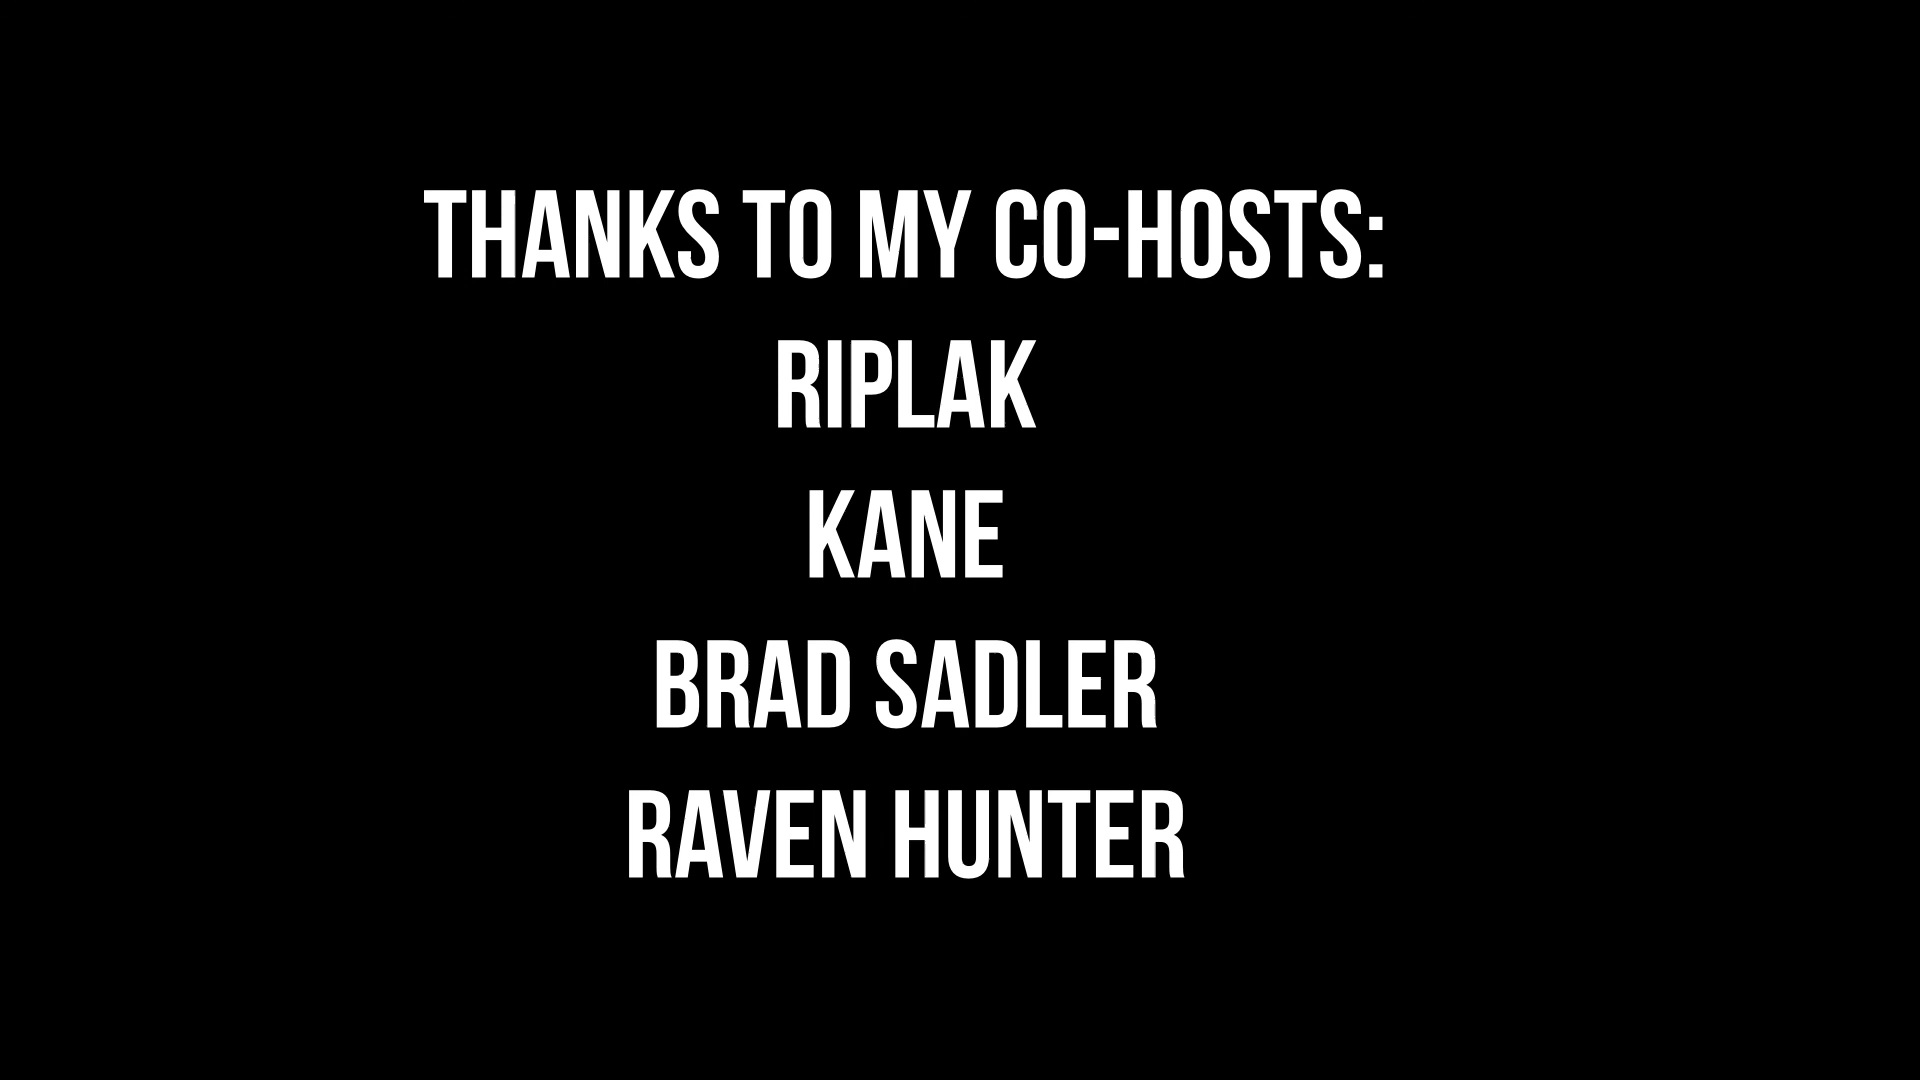 THANKS TO MY CO-HOSTS:
RIPLAK
KANE
BRAD SADLER
RAVEN HUNTER